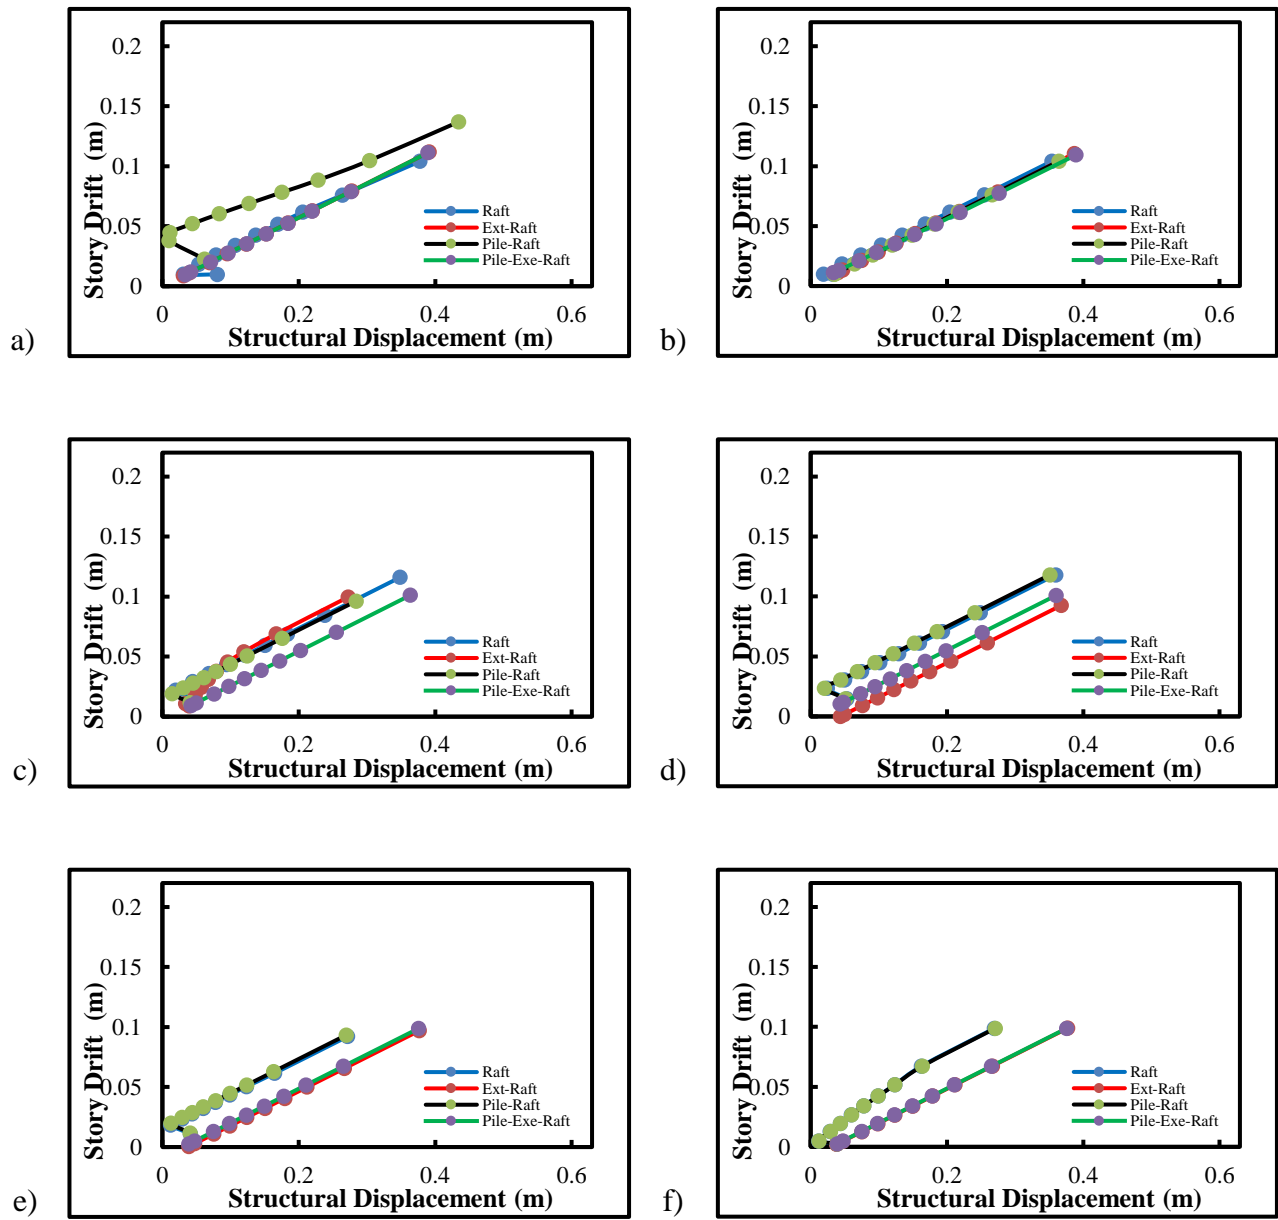 0.2
0.15
0.1
0.05
0
0 0.2 0.4 0.6
Story Drift (m)
Structural Displacement (m)
Raft
Ext-Raft
Pile-Raft
Pile-Exe-Raft
a)
0.2
0.15
0.1
0.05
0
0 0.2 0.4 0.6
Story Drift (m)
Structural Displacement (m)
Raft
Ext-Raft
Pile-Raft
Pile-Exe-Raft
b)
0.2
0.15
0.1
0.05
0
0 0.2 0.4 0.6
Story Drift (m)
Structural Displacement (m)
Raft
Ext-Raft
Pile-Raft
Pile-Exe-Raft
c)
0.2
0.15
0.1
0.05
0
0 0.2 0.4 0.6
Story Drift (m)
Structural Displacement (m)
Raft
Ext-Raft
Pile-Raft
Pile-Exe-Raft
d)
0.2
0.15
0.1
0.05
0
0 0.2 0.4 0.6
Story Drift (m)
Structural Displacement (m)
Raft
Ext-Raft
Pile-Raft
Pile-Exe-Raft
e)
0.2
0.15
0.1
0.05
0
0 0.2 0.4 0.6
Story Drift (m)
Structural Displacement (m)
Raft
Ext-Raft
Pile-Raft
Pile-Exe-Raft
f)